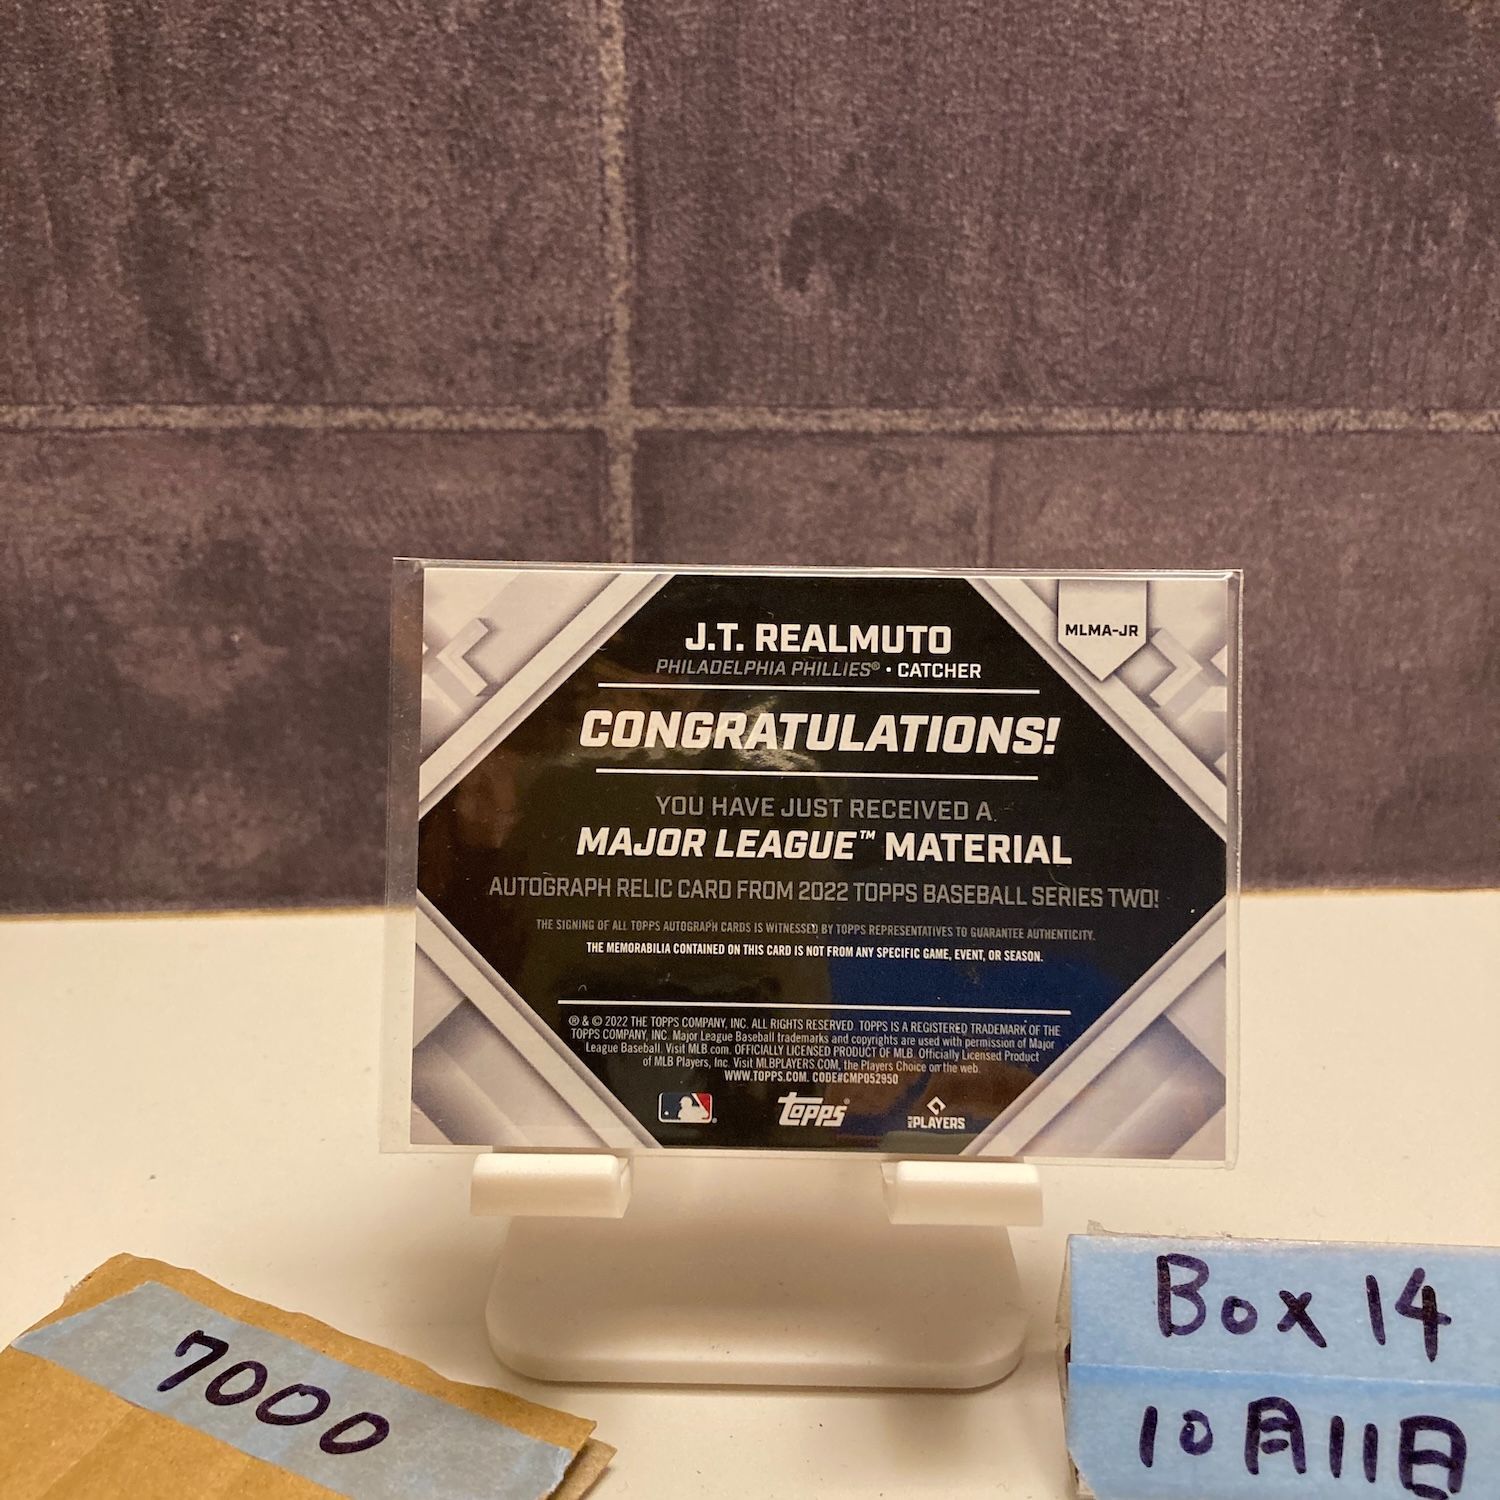 J.T. REALMUTO
PHILADELPHIA PHILLIES® • CATCHER
MLMA-JR
CONGRATULATIONS!
YOU HAVE JUST RECEIVED A
MAJOR LEAGUE™ MATERIAL
AUTOGRAPH RELIC CARD FROM 2022 TOPPS BASEBALL SERIES TWO!
THE SIGNING OF ALL TOPPS AUTOGRAPH CARDS IS WITNESSED BY TOPPS REPRESENTATIVES TO GUARANTEE AUTHENTICITY.
THE MEMORABILIA CONTAINED ON THIS CARD IS NOT FROM ANY SPECIFIC GAME, EVENT, OR SEASON.
® & © 2022 THE TOPPS COMPANY, INC. ALL RIGHTS RESERVED. TOPPS IS A REGISTERED TRADEMARK OF THE
TOPPS COMPANY, INC. Major League Baseball trademarks and copyrights are used with permission of Major
League Baseball. Visit MLB.com. OFFICIALLY LICENSED PRODUCT OF MLB. Officially Licensed Product
of MLB Players, Inc. Visit MLBPLAYERS.COM, the Players Choice on the web.
WWW.TOPPS.COM. CODE#CMP052950
topps®
PLAYERS
7000
Box 14
10月11日